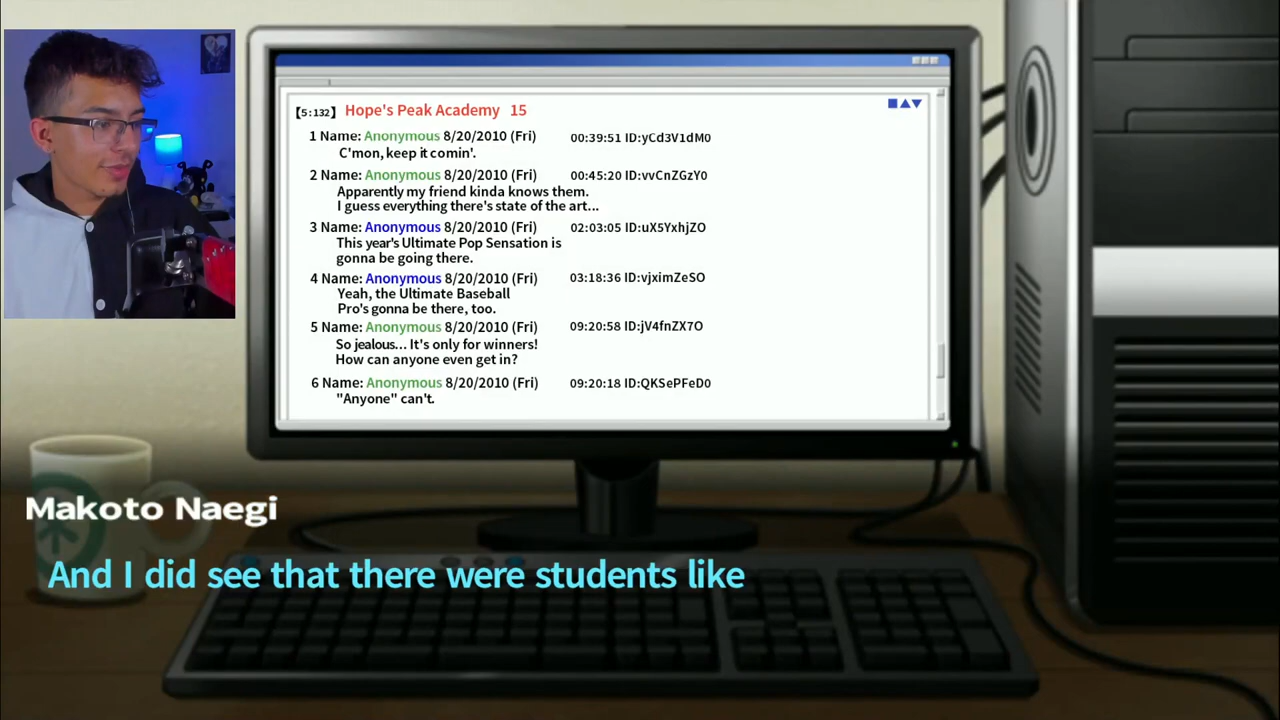 【5:132】 Hope's Peak Academy 15
1 Name: Anonymous 8/20/2010 (Fri) 00:39:51 ID:yCd3V1dM0
C'mon, keep it comin'.
2 Name: Anonymous 8/20/2010 (Fri) 00:45:20 ID:vvCnZGzY0
Apparently my friend kinda knows them.
I guess everything there's state of the art...
3 Name: Anonymous 8/20/2010 (Fri) 02:03:05 ID:uX5YxhjZO
This year's Ultimate Pop Sensation is
gonna be going there.
4 Name: Anonymous 8/20/2010 (Fri) 03:18:36 ID:vjximZeSO
Yeah, the Ultimate Baseball
Pro's gonna be there, too.
5 Name: Anonymous 8/20/2010 (Fri) 09:20:58 ID:jV4fnZX7O
So jealous... It's only for winners!
How can anyone even get in?
6 Name: Anonymous 8/20/2010 (Fri) 09:20:18 ID:QKSePFeD0
"Anyone" can't.
Makoto Naegi
And I did see that there were students like